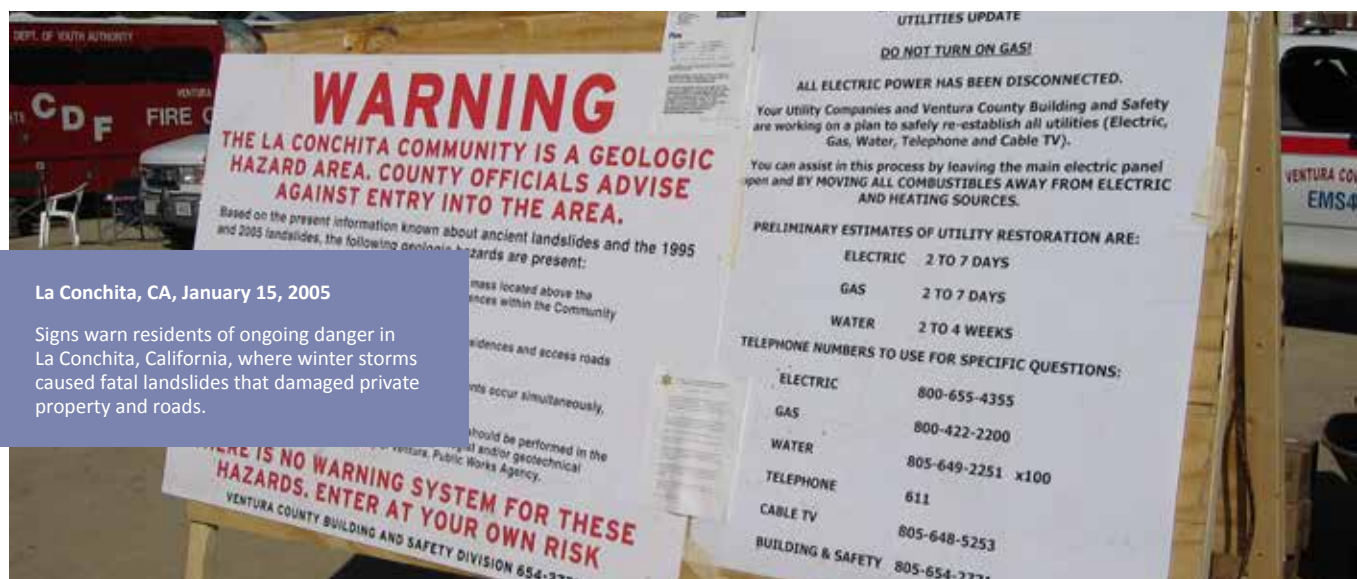 DEPT. OF YOUTH AUTHORITY
CDF
FIRE
VENTURA
WARNING
THE LA CONCHITA COMMUNITY IS A GEOLOGIC
HAZARD AREA. COUNTY OFFICIALS ADVISE
AGAINST ENTRY INTO THE AREA.
Based on the present information known about ancient landslides and the 1995
and 2005 landslides, the following geologic hazards are present:
mass located above the
within the Community
and access roads
occur simultaneously,
should be performed in the
and/or geotechnical
Public Works Agency.
IS NO WARNING SYSTEM FOR THESE
HAZARDS. ENTER AT YOUR OWN RISK
VENTURA COUNTY BUILDING AND SAFETY DIVISION
La Conchita, CA, January 15, 2005
Signs warn residents of ongoing danger in
La Conchita, California, where winter storms
caused fatal landslides that damaged private
property and roads.
UTILITIES UPDATE
DO NOT TURN ON GAS!
ALL ELECTRIC POWER HAS BEEN DISCONNECTED.
Your Utility Companies and Ventura County Building and Safety
are working on a plan to safely re-establish all utilities (Electric,
Gas, Water, Telephone and Cable TV).
You can assist in this process by leaving the main electric panel
open and BY MOVING ALL COMBUSTIBLES AWAY FROM ELECTRIC
AND HEATING SOURCES.
PRELIMINARY ESTIMATES OF UTILITY RESTORATION ARE:
ELECTRIC 2 TO 7 DAYS
GAS 2 TO 7 DAYS
WATER 2 TO 4 WEEKS
TELEPHONE NUMBERS TO USE FOR SPECIFIC QUESTIONS:
ELECTRIC 800-655-4355
GAS 800-422-2200
WATER 805-649-2251 x100
TELEPHONE 611
CABLE TV 805-648-5253
BUILDING & SAFETY
VENTURA
EMS4